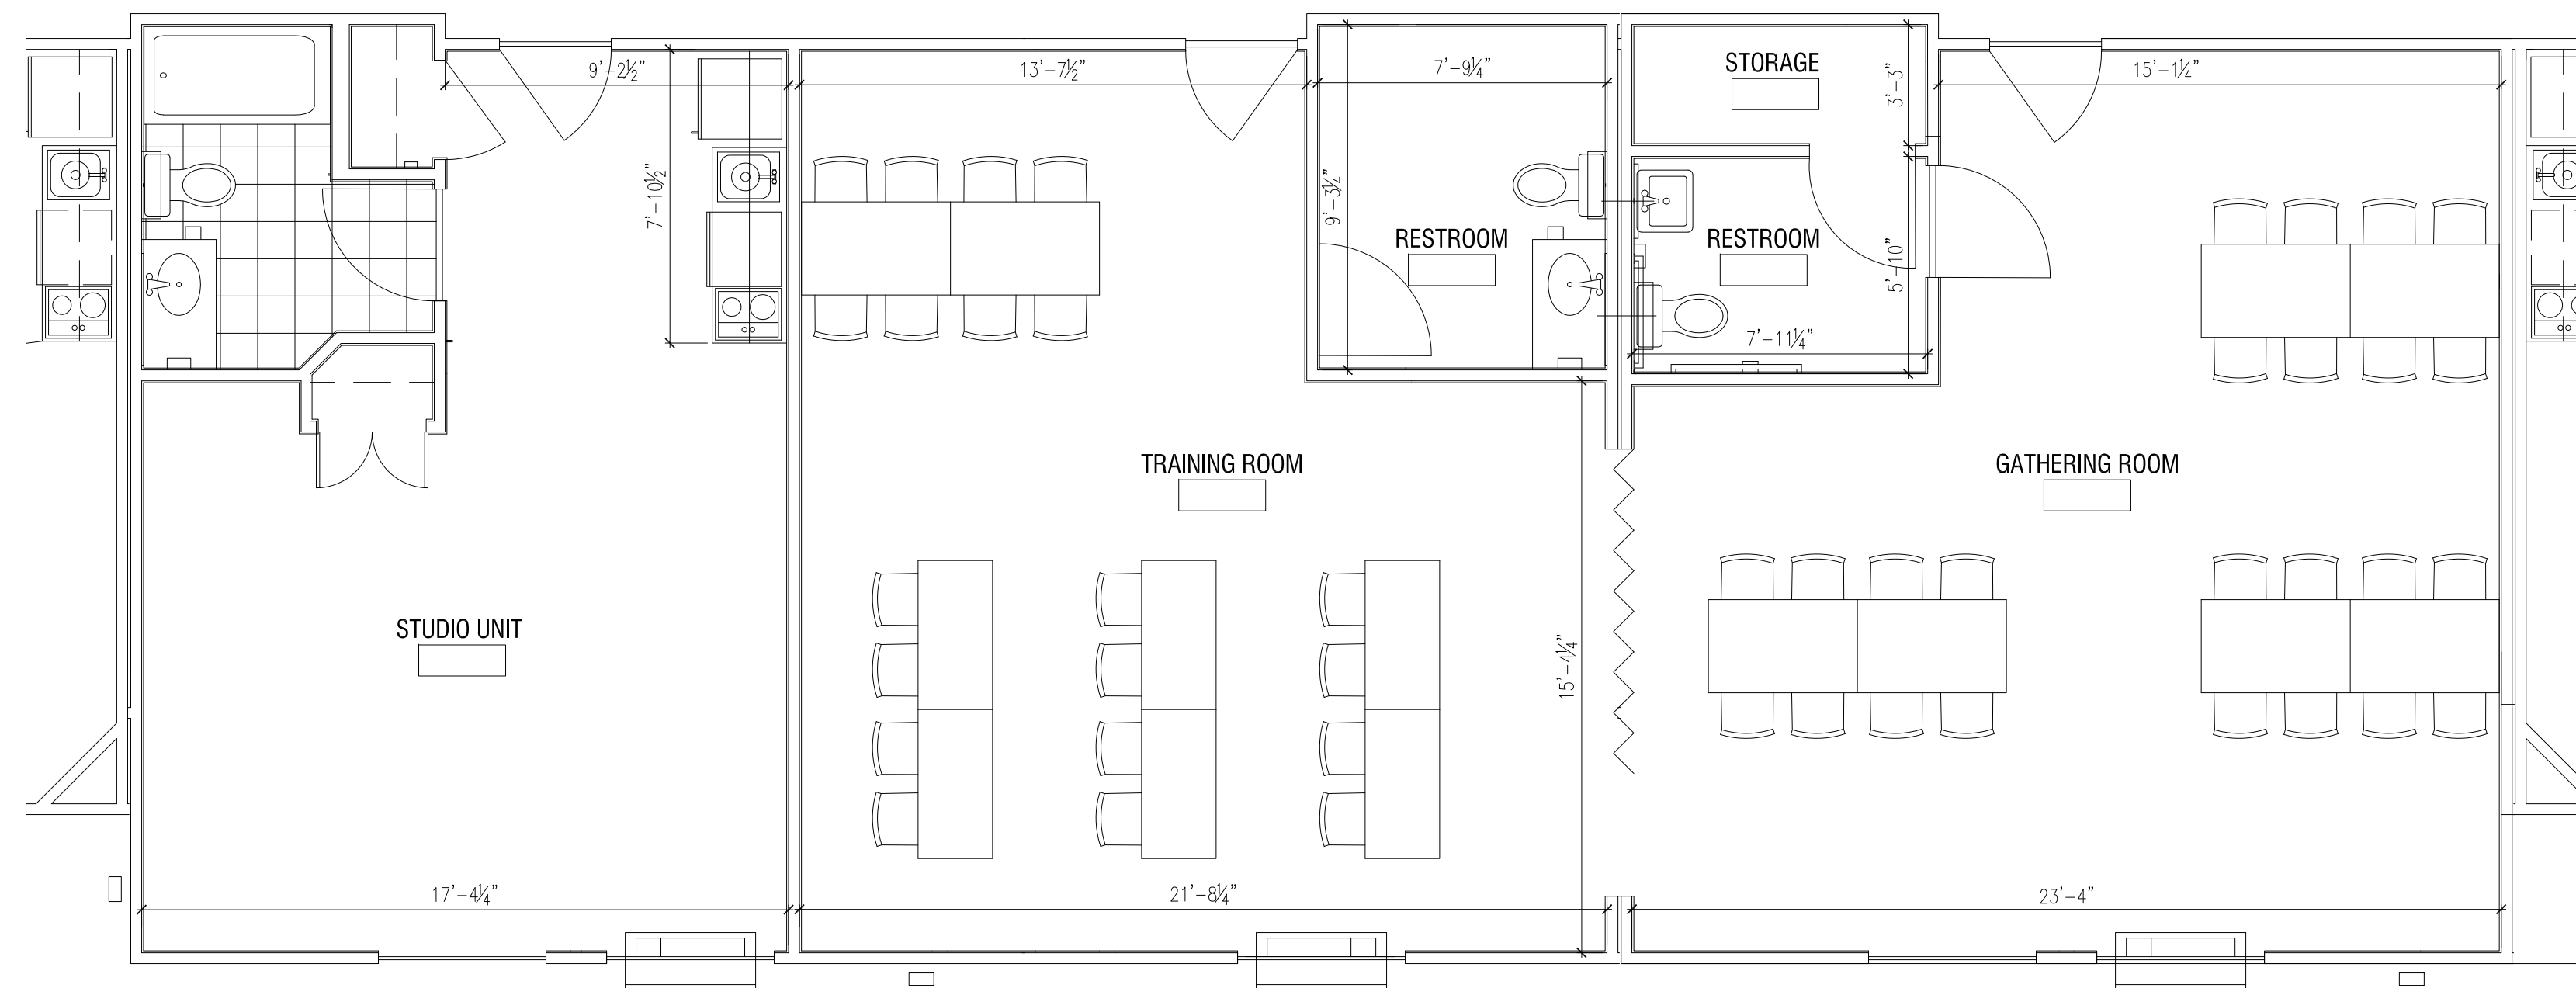 STORAGE
9'-2½"
13'-7½"
7'-9¼"
3'-3"
15'-1¼"
7'-10½"
9'-3¼"
RESTROOM
RESTROOM
5'-10"
7'-11¼"
TRAINING ROOM
GATHERING ROOM
STUDIO UNIT
15'-4¼"
17'-4¼"
21'-8¼"
23'-4"